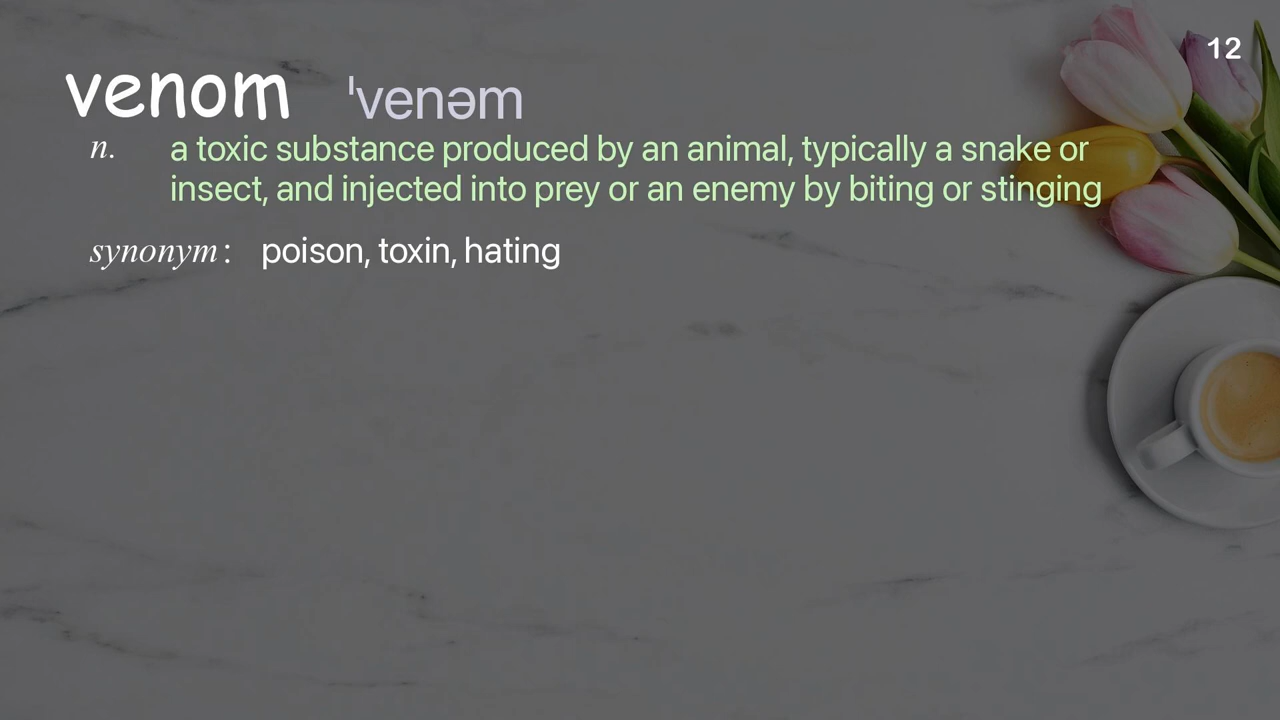 12
venom ˈvenəm
n. a toxic substance produced by an animal, typically a snake or
insect, and injected into prey or an enemy by biting or stinging
synonym: poison, toxin, hating